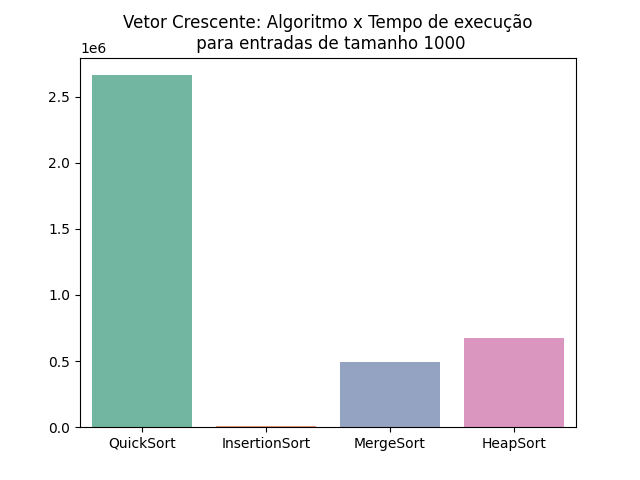 Vetor Crescente: Algoritmo x Tempo de execução
para entradas de tamanho 1000
1e6
2.5
2.0
1.5
1.0
0.5
0.0
QuickSort InsertionSort MergeSort HeapSort